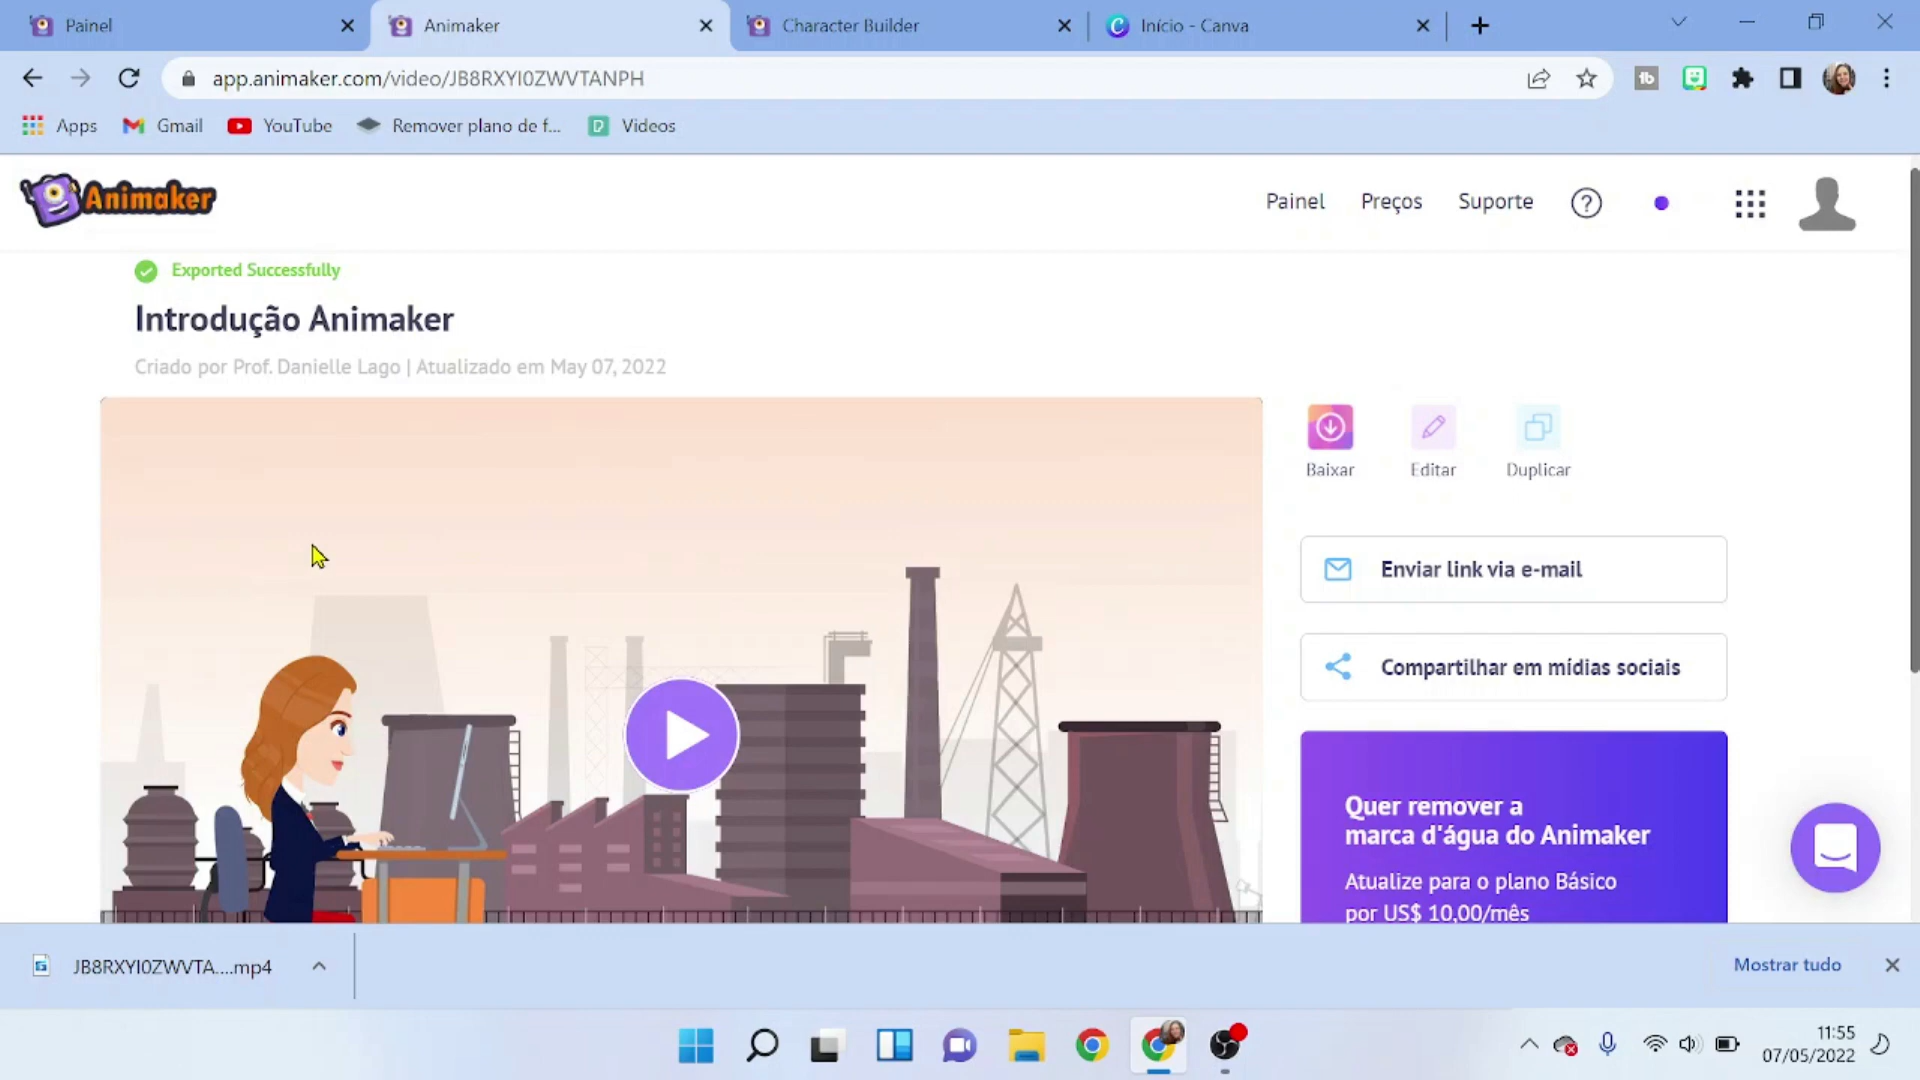 Painel
Animaker
Character Builder
Início - Canva
app.animaker.com/video/JB8RXYI0ZWVTANPH
Apps
Gmail
YouTube
Remover plano de f...
Videos
Animaker
Painel
Preços
Suporte
Exported Successfully
Introdução Animaker
Criado por Prof. Danielle Lago | Atualizado em May 07, 2022
Baixar
Editar
Duplicar
Enviar link via e-mail
Compartilhar em mídias sociais
Quer remover a
marca d'água do Animaker
Atualize para o plano Básico
por US$ 10,00/mês
JB8RXYI0ZWVTA....mp4
Mostrar tudo
11:55
07/05/2022